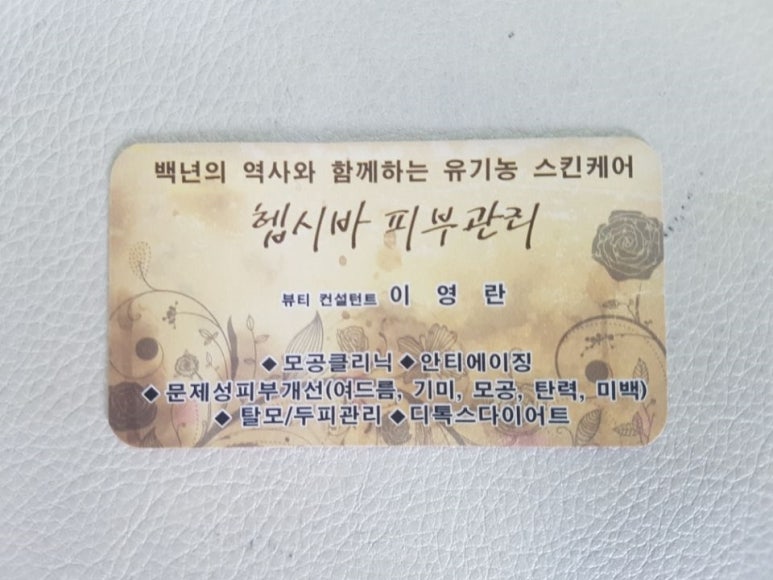 백년의 역사와 함께하는 유기농 스킨케어
헵시바 피부관리
뷰티 컨설턴트 이 영 란
◆ 모공클리닉 ◆ 안티에이징
◆ 문제성피부개선(여드름, 기미, 모공, 탄력, 미백)
◆ 탈모/두피관리 ◆ 디톡스다이어트